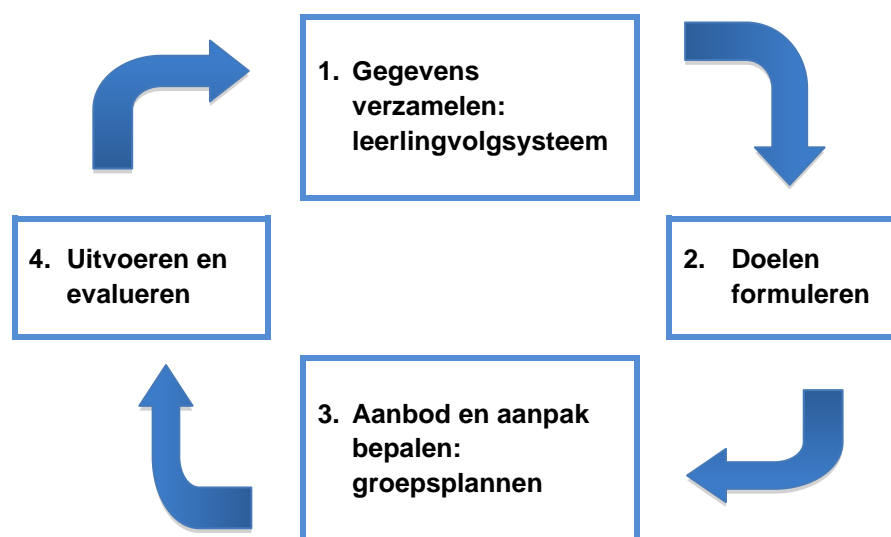 1. Gegevens
verzamelen:
leerlingvolgsysteem
2. Doelen
formuleren
3. Aanbod en aanpak
bepalen:
groepsplannen
4. Uitvoeren en
evalueren